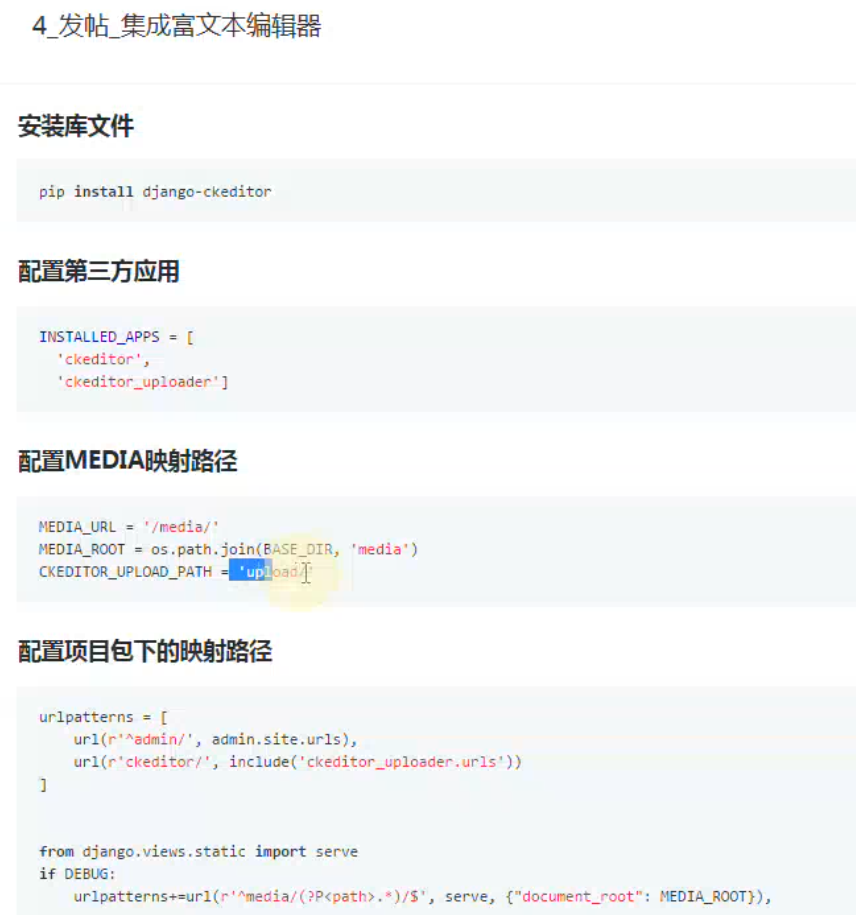 4_发帖_集成富文本编辑器
安装库文件
pip install django-ckeditor
配置第三方应用
INSTALLED_APPS = [
'ckeditor',
'ckeditor_uploader']
配置MEDIA映射路径
MEDIA_URL = '/media/'
MEDIA_ROOT = os.path.join(BASE_DIR, 'media')
CKEDITOR_UPLOAD_PATH = 'upload/'
配置项目包下的映射路径
urlpatterns = [
url(r'^admin/', admin.site.urls),
url(r'ckeditor/', include('ckeditor_uploader.urls'))
]
from django.views.static import serve
if DEBUG:
urlpatterns+=url(r'^media/(?P<path>.*)/$', serve, {"document_root": MEDIA_ROOT}),